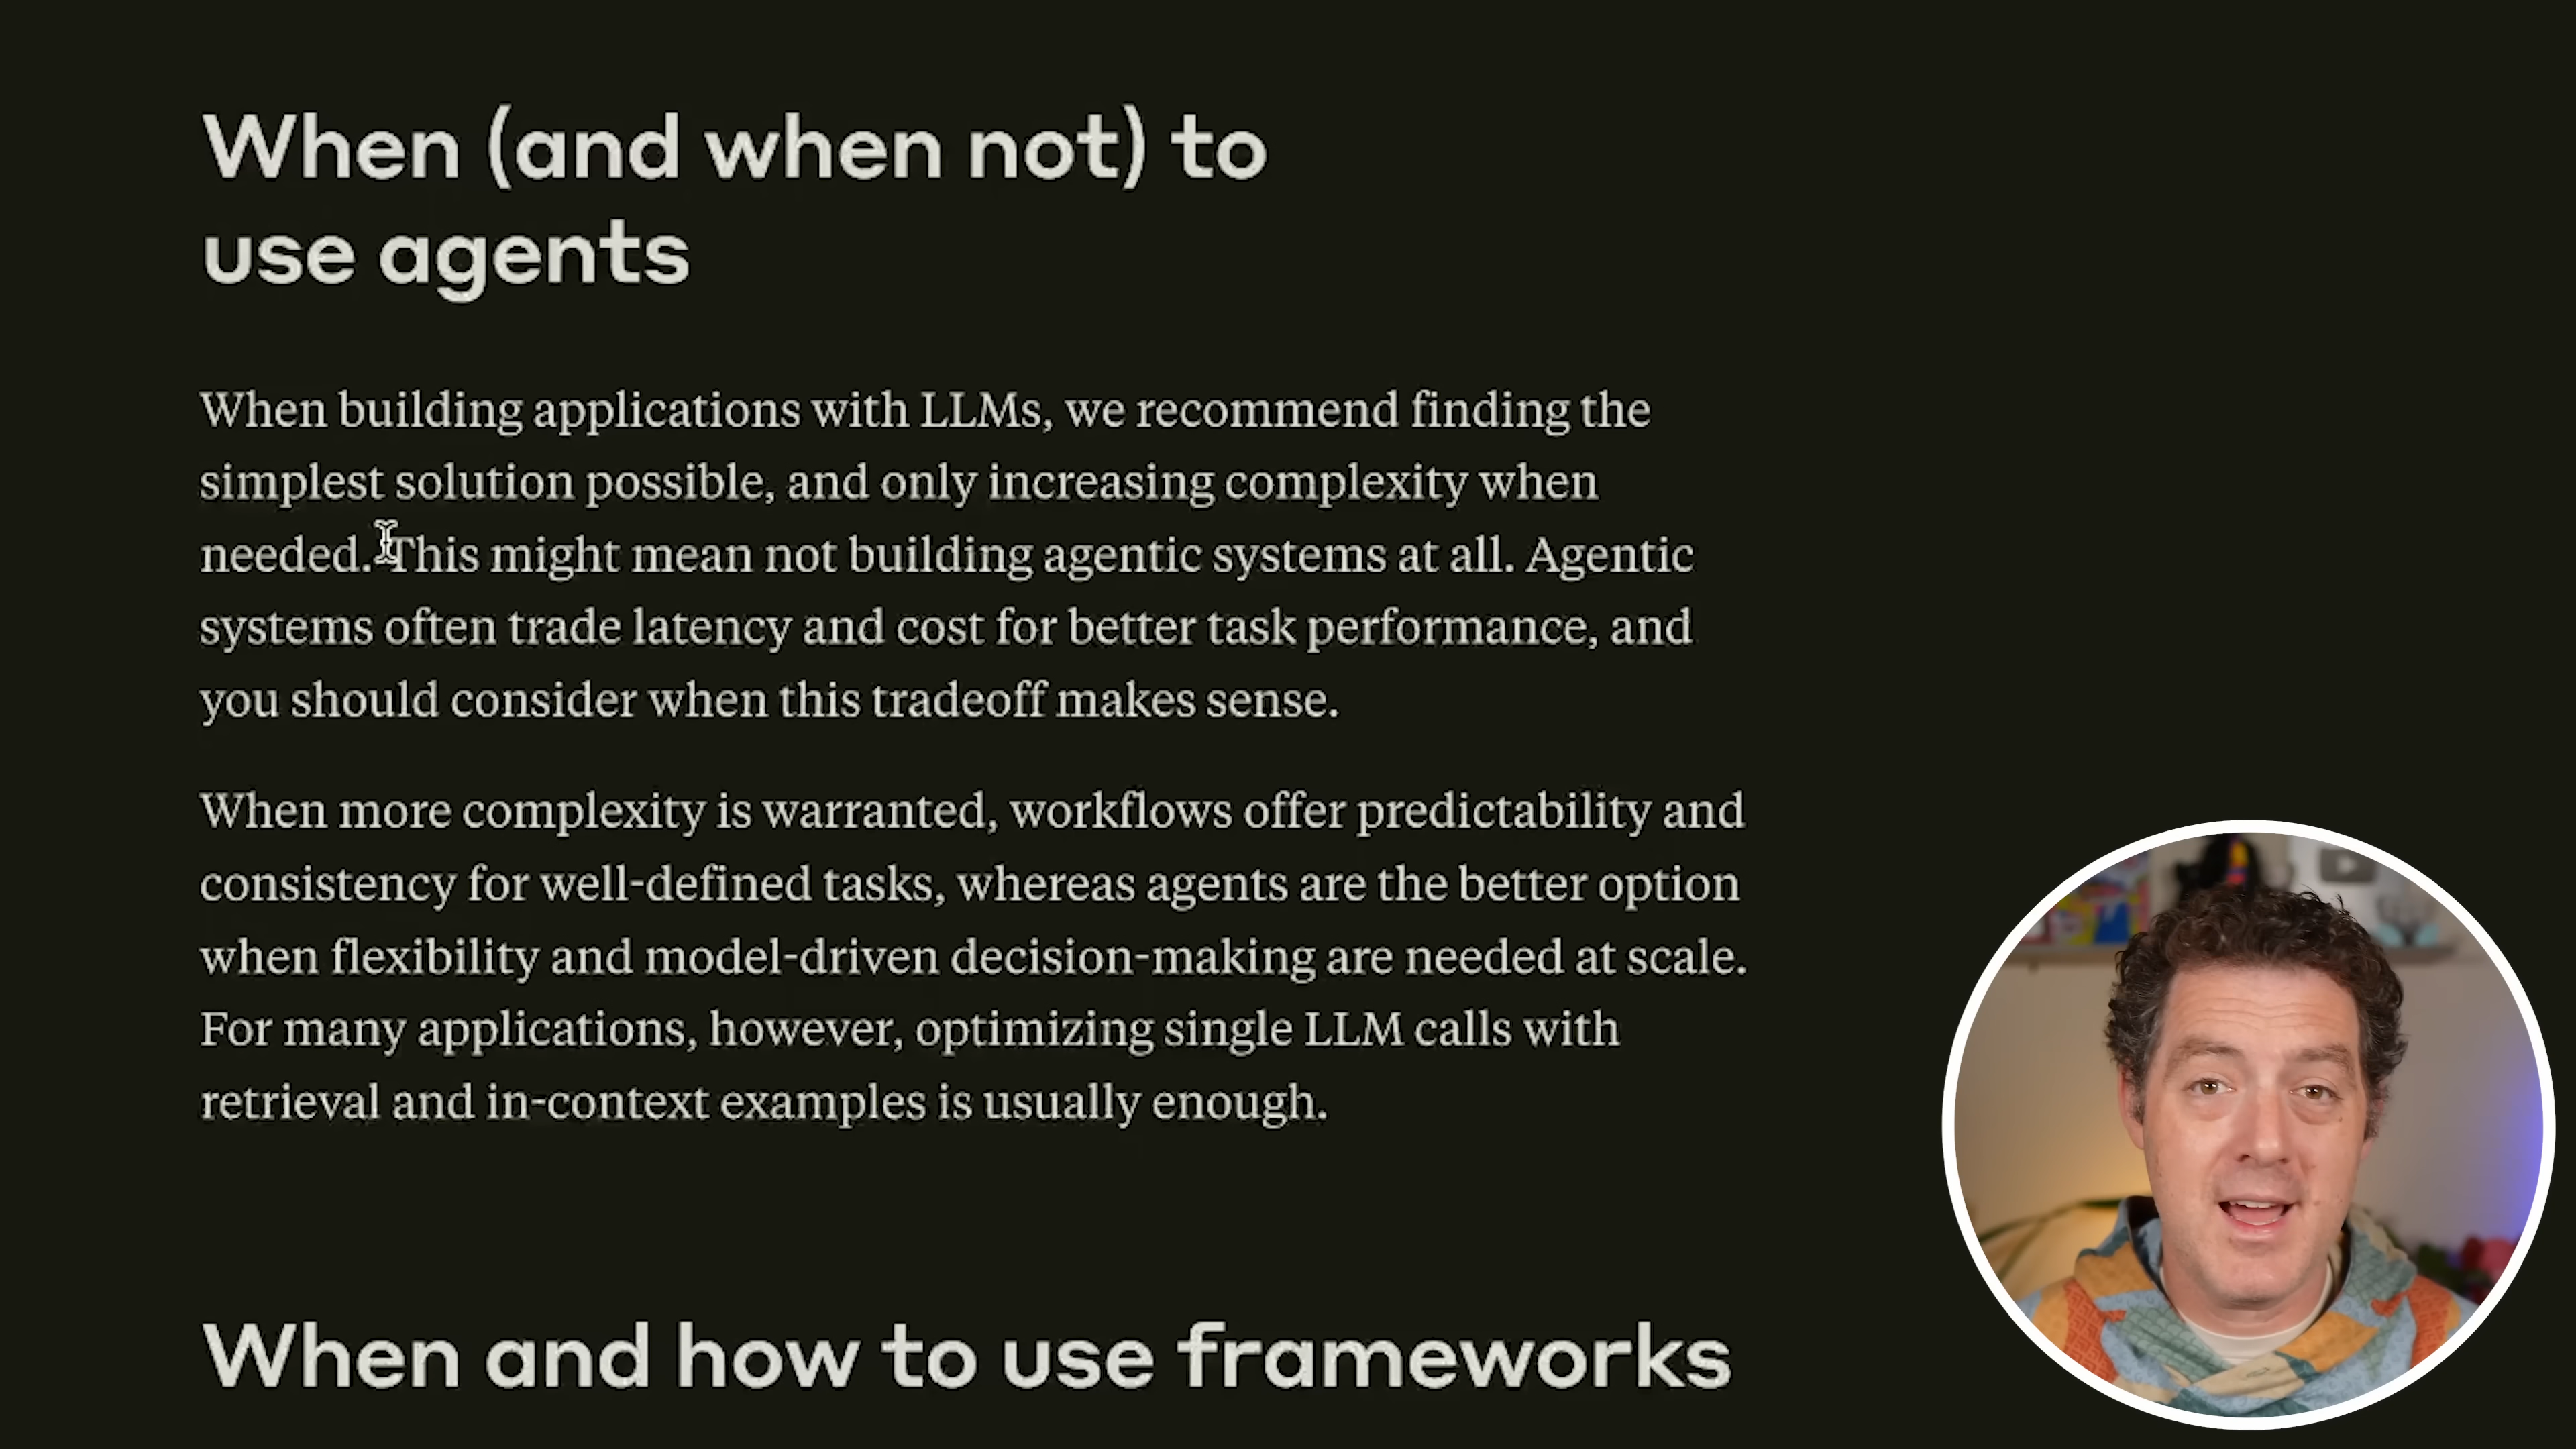 When (and when not) to
use agents
When building applications with LLMs, we recommend finding the
simplest solution possible, and only increasing complexity when
needed. This might mean not building agentic systems at all. Agentic
systems often trade latency and cost for better task performance, and
you should consider when this tradeoff makes sense.
When more complexity is warranted, workflows offer predictability and
consistency for well-defined tasks, whereas agents are the better option
when flexibility and model-driven decision-making are needed at scale.
For many applications, however, optimizing single LLM calls with
retrieval and in-context examples is usually enough.
When and how to use frameworks